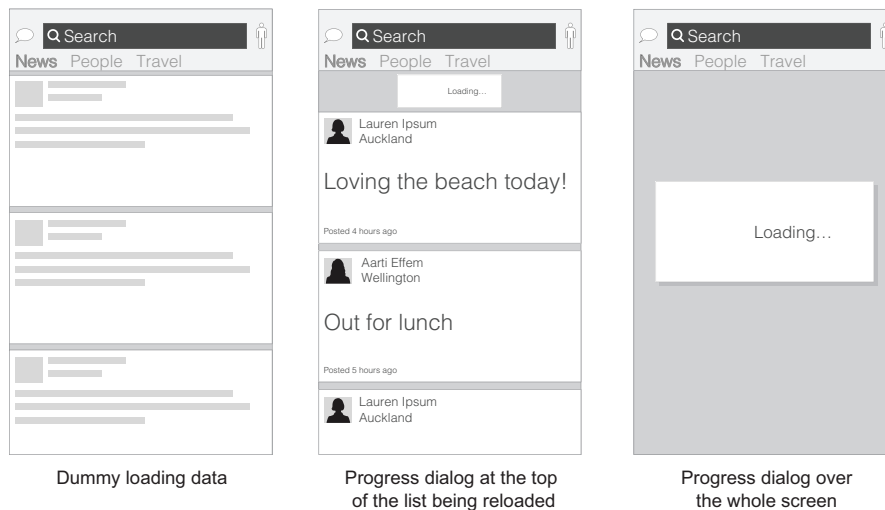 Search
News People Travel
Dummy loading data
Search
News People Travel
Loading...
Lauren Ipsum
Auckland
Loving the beach today!
Posted 4 hours ago
Aarti Effem
Wellington
Out for lunch
Posted 5 hours ago
Lauren Ipsum
Auckland
Progress dialog at the top
of the list being reloaded
Search
News People Travel
Loading...
Progress dialog over
the whole screen